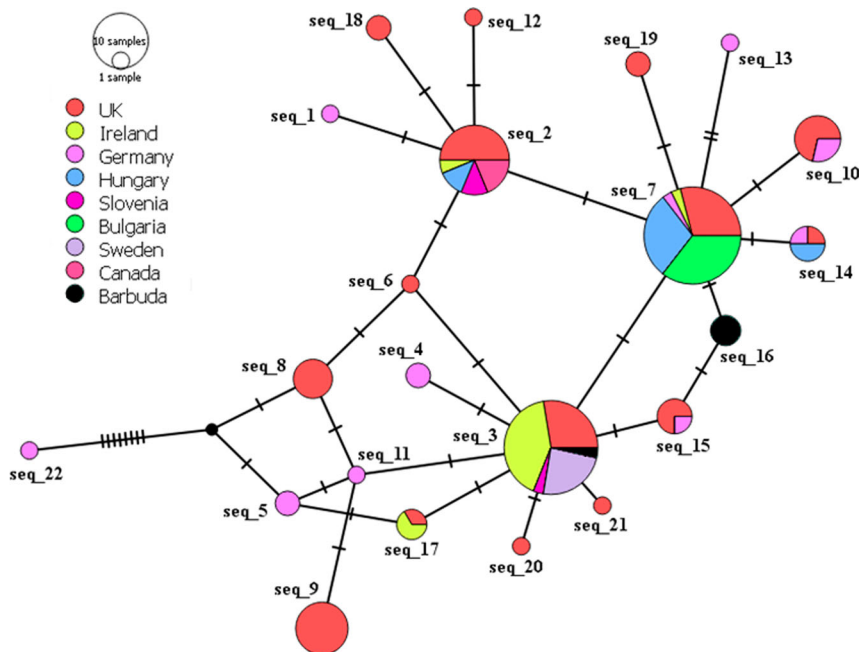 seq_18
seq_12
10 samples
1 sample
seq_19
seq_13
UK
Ireland
Germany
Hungary
Slovenia
Bulgaria
Sweden
Canada
Barbuda
seq_1
seq_2
seq_7
seq_10
seq_14
seq_6
seq_16
seq_8
seq_4
seq_3
seq_15
seq_22
seq_11
seq_5
seq_17
seq_21
seq_20
seq_9